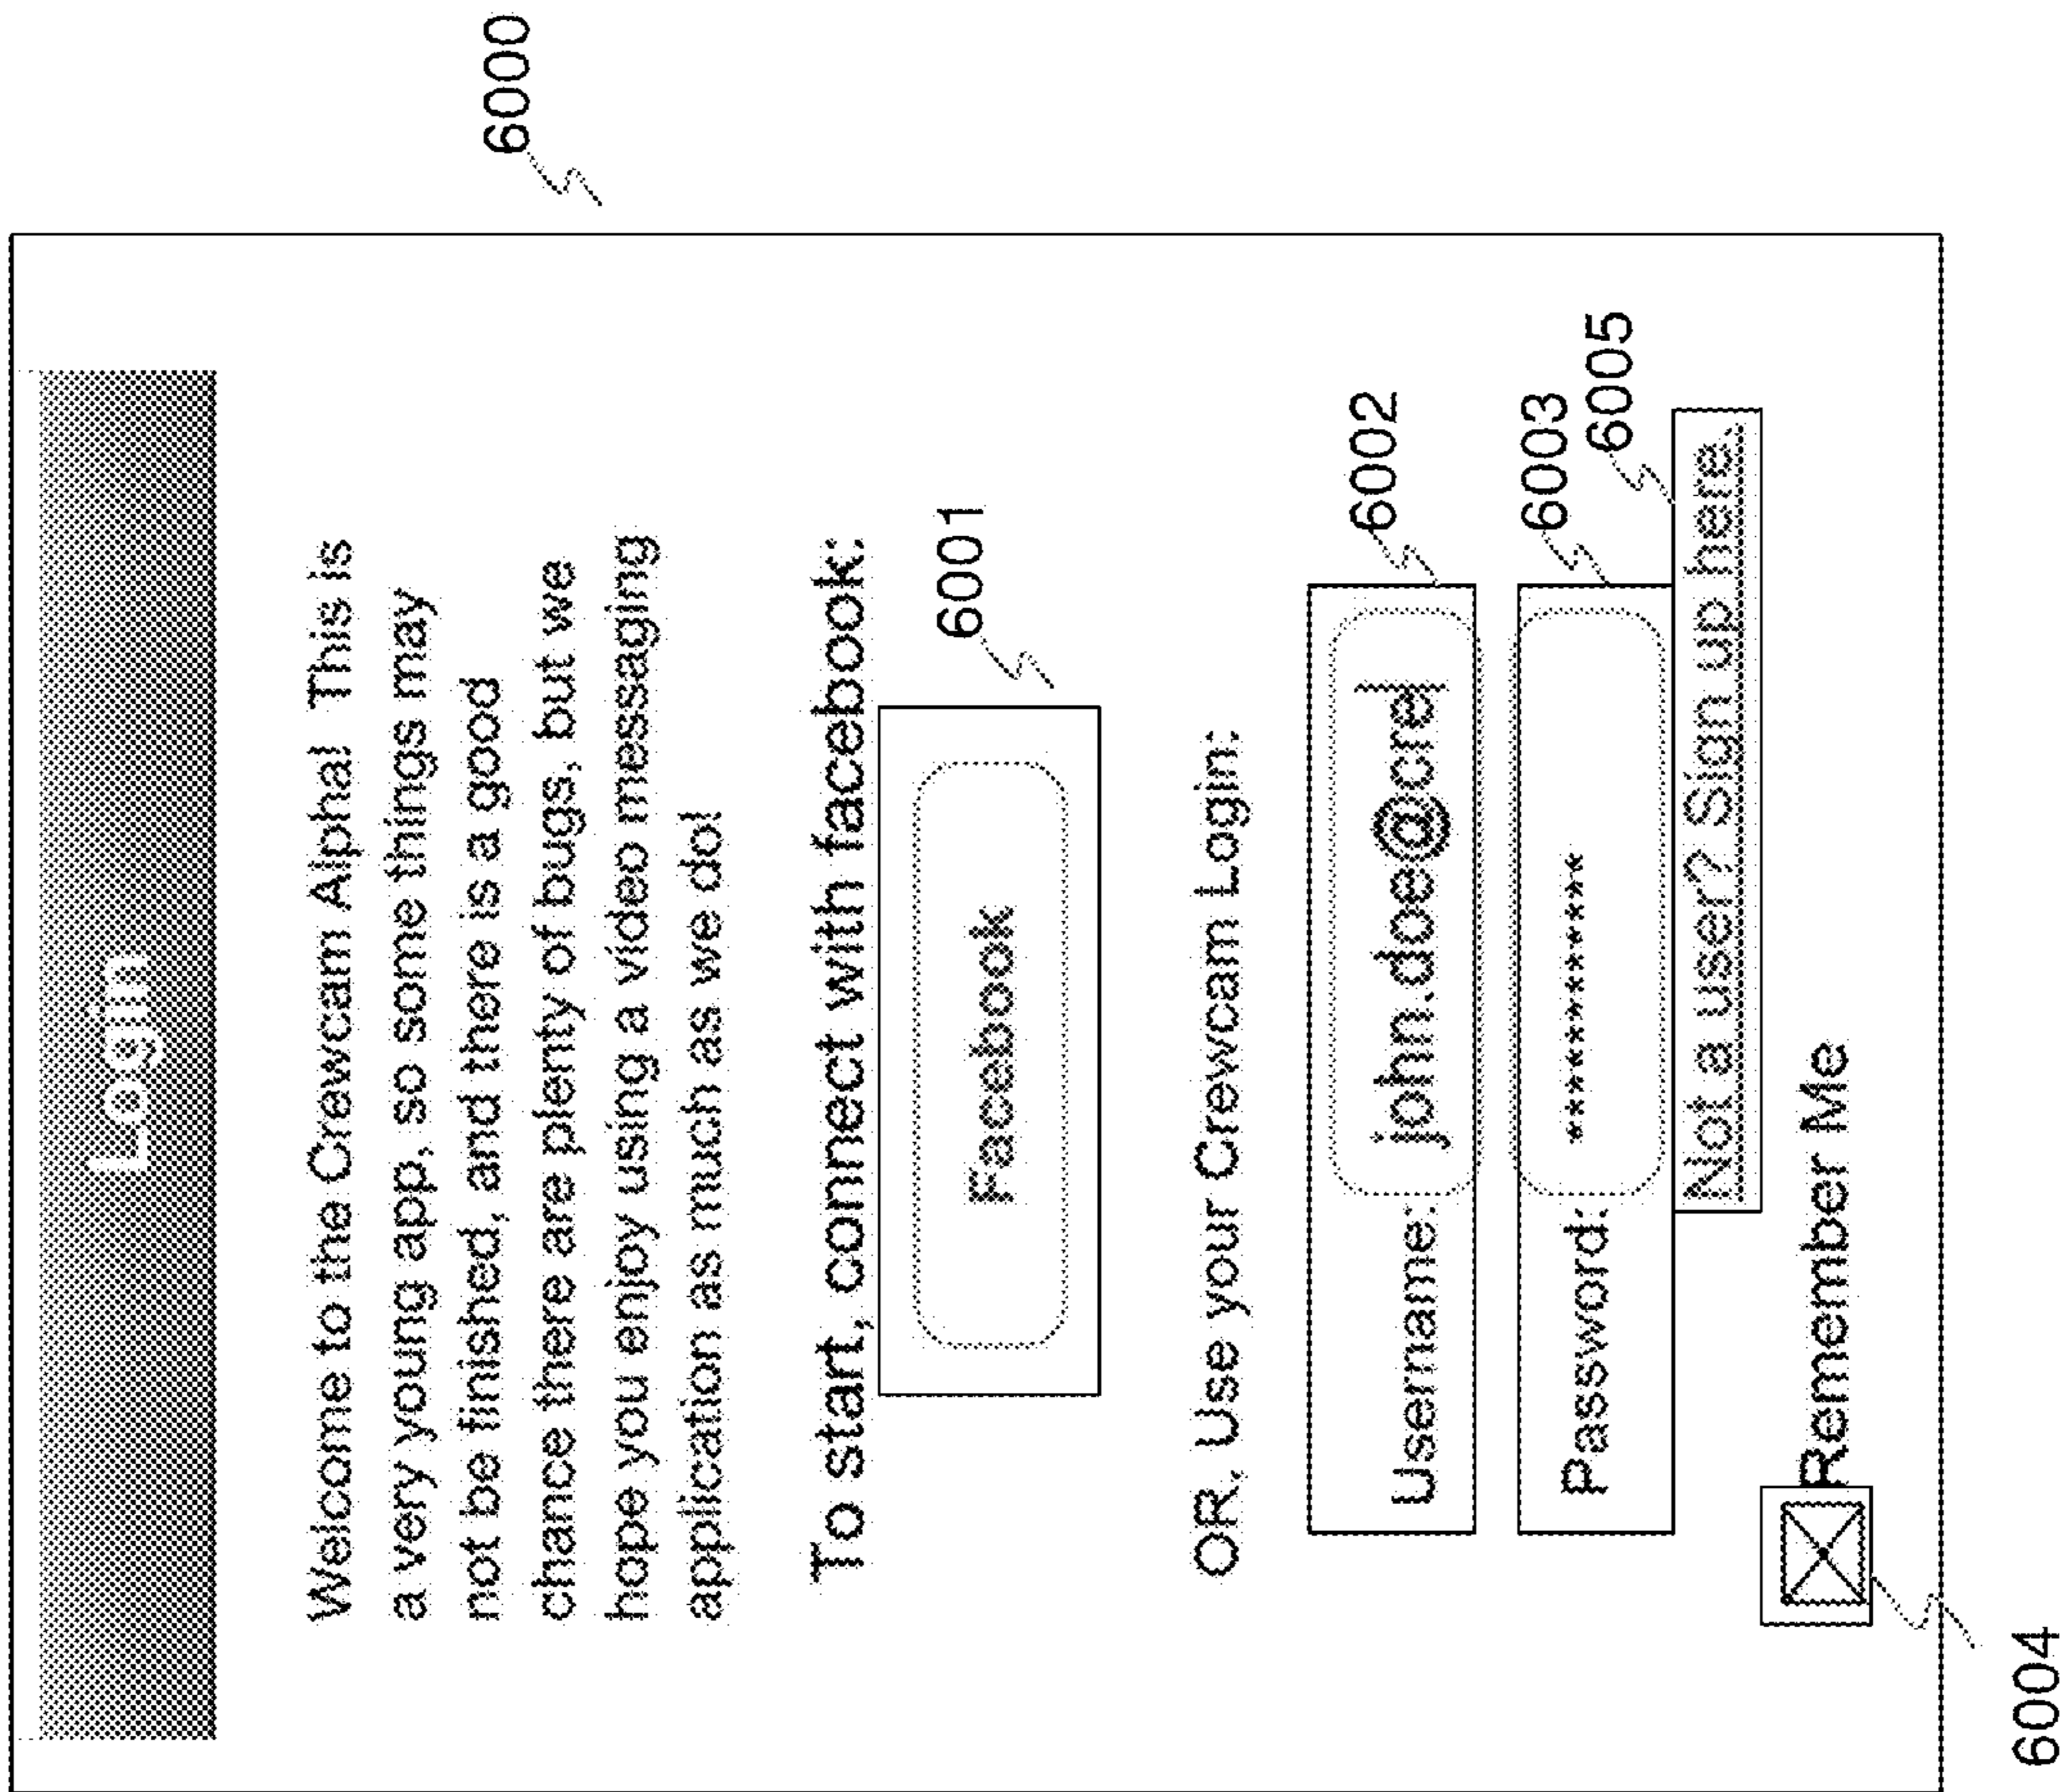 6000
Login
Welcome to the Crewcam Alpha! This is
a very young app, so some things may
not be finished, and there is a good
chance there are plenty of bugs, but we
hope you enjoy using a video messaging
application as much as we do!
To start, connect with facebook:
6001
Facebook
OR, Use your Crewcam Login:
6002
Username: john.doe@cre
6003
Password: ************
6005
Not a user? Sign up here.
Remember Me
6004